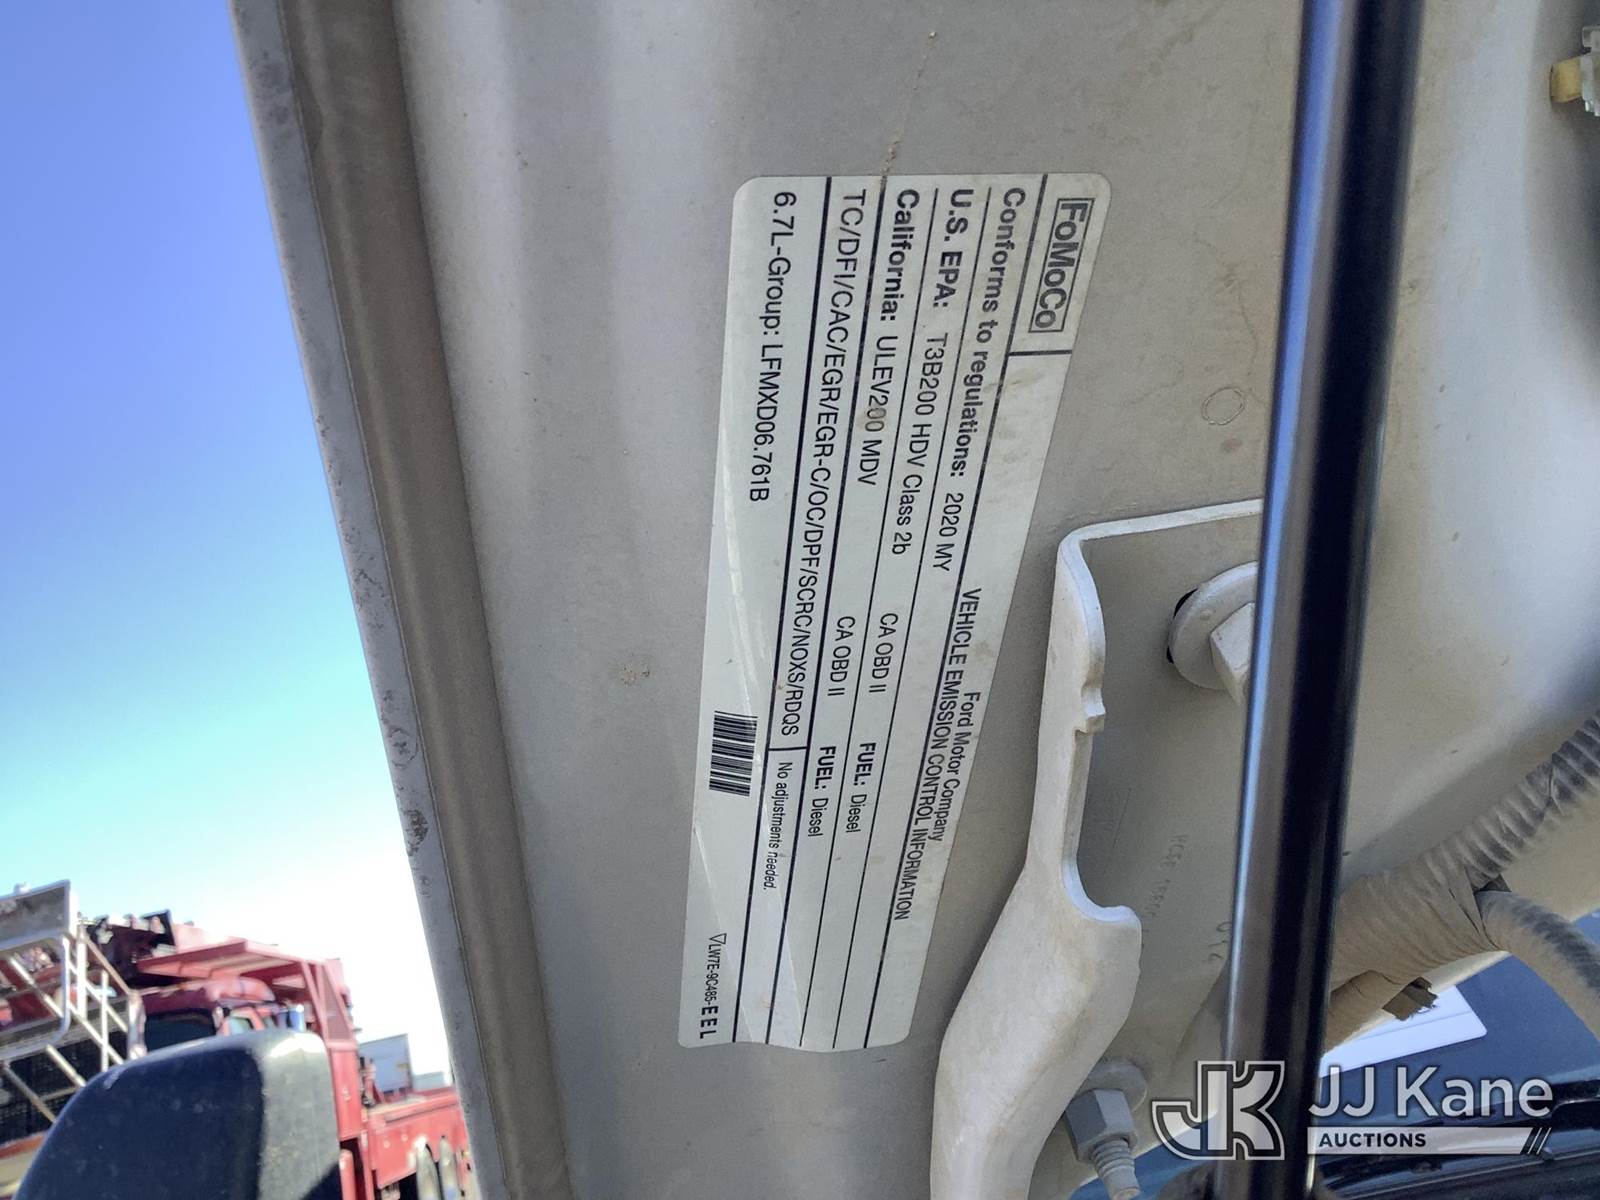 FoMoCo
Ford Motor Company
VEHICLE EMISSION CONTROL INFORMATION
Conforms to regulations: 2020 MY
U.S. EPA: T3B200 HDV Class 2b CA OBD II FUEL: Diesel
California: ULEV200 MDV CA OBD II FUEL: Diesel
TC/DFI/CAC/EGR/EGR-C/OC/DPF/SCRC/NOXS/RDQS No adjustments needed.
6.7L-Group: LFMXD06.761B
LW7E-9C485-EEL
JJ Kane
AUCTIONS